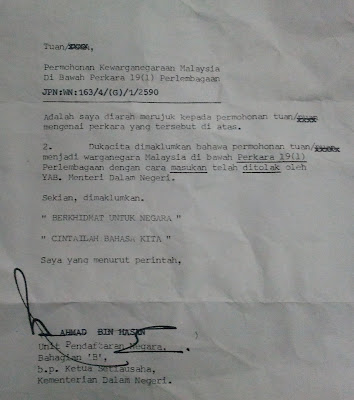 Tuan/
Permohonan Kewarganegaraan Malaysia
Di Bawah Perkara 19(1) Perlembagaan
JPN:WN:163/4/(G)/1/2590
Adalah saya diarah merujuk kepada permohonan tuan/
mengenai perkara yang tersebut di atas.
2. Dukacita dimaklumkan bahawa permohonan tuan/
menjadi warganegara Malaysia di bawah Perkara 19(1)
Perlembagaan dengan cara masukan telah ditolak oleh
YAB. Menteri Dalam Negeri.
Sekian, dimaklumkan.
" BERKHIDMAT UNTUK NEGARA "
" CINTAILAH BAHASA KITA "
Saya yang menurut perintah,
AHMAD BIN HASAN )
Unit Pendaftaran Negara,
Bahagian 'B',
b.p. Ketua Setiausaha,
Kementerian Dalam Negeri.